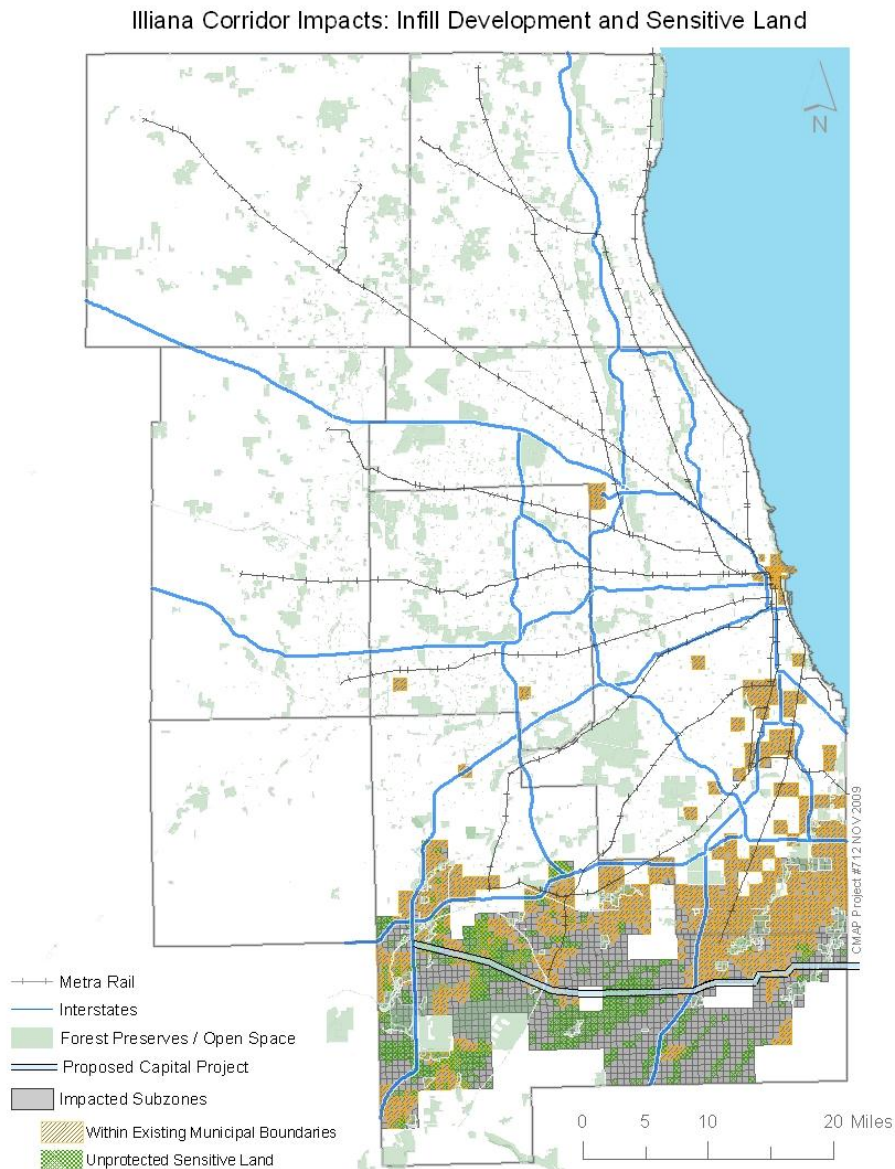 Illiana Corridor Impacts: Infill Development and Sensitive Land
N
CMAP Project #712 NOV 2009
Metra Rail
Interstates
Forest Preserves / Open Space
Proposed Capital Project
Impacted Subzones
Within Existing Municipal Boundaries
Unprotected Sensitive Land
0 5 10 20 Miles